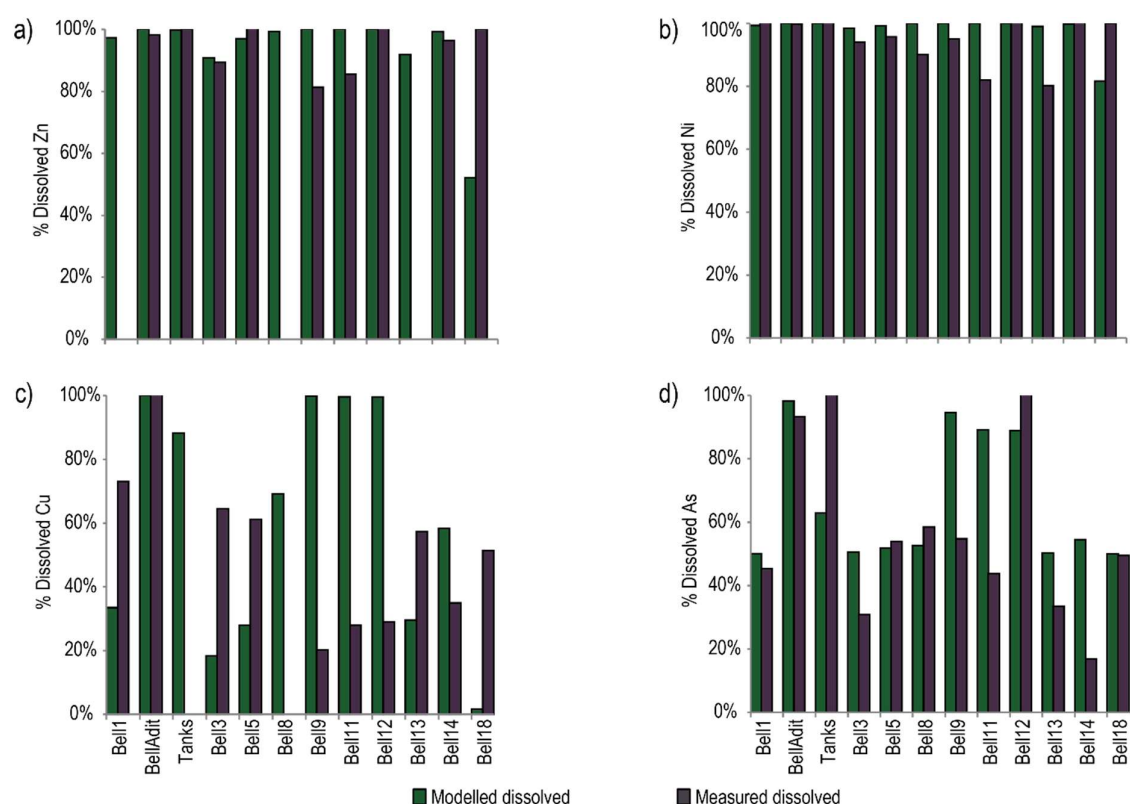 a)
100%
80%
60%
40%
20%
0%
% Dissolved Zn
b)
100%
80%
60%
40%
20%
0%
% Dissolved Ni
c)
100%
80%
60%
40%
20%
0%
% Dissolved Cu
Bell1
BellAdit
Tanks
Bell3
Bell5
Bell8
Bell9
Bell11
Bell12
Bell13
Bell14
Bell18
d)
100%
80%
60%
40%
20%
0%
% Dissolved As
Bell1
BellAdit
Tanks
Bell3
Bell5
Bell8
Bell9
Bell11
Bell12
Bell13
Bell14
Bell18
Modelled dissolved
Measured dissolved